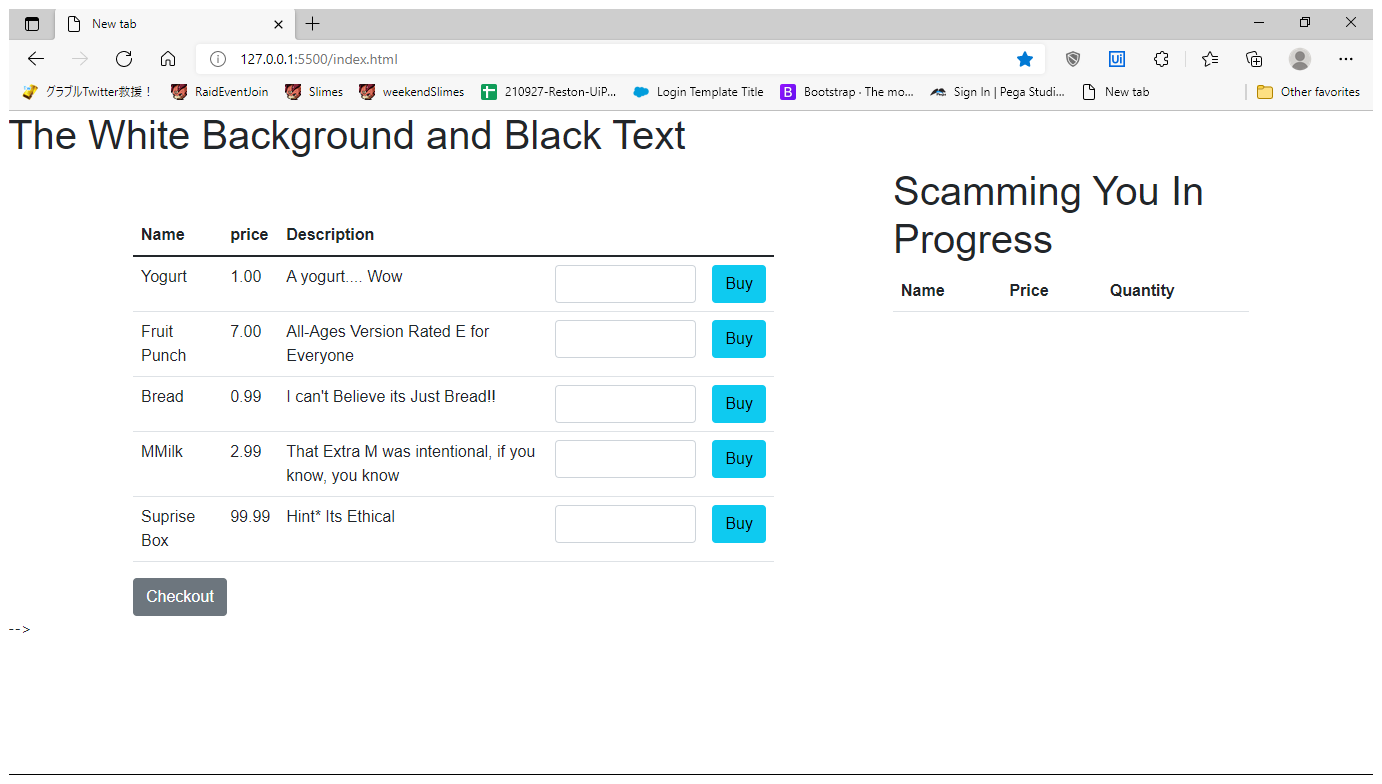 New tab
127.0.0.1:5500/index.html
Ui
グラブルTwitter救援！ RaidEventJoin Slimes weekendSlimes 210927-Reston-UiP... Login Template Title B Bootstrap · The mo... Sign In | Pega Studi... New tab Other favorites
The White Background and Black Text
Scamming You In
Progress
Name price Description
Name Price Quantity
Yogurt 1.00 A yogurt.... Wow Buy
Fruit 7.00 All-Ages Version Rated E for Buy
Punch Everyone
Bread 0.99 I can't Believe its Just Bread!! Buy
MMilk 2.99 That Extra M was intentional, if you Buy
know, you know
Suprise 99.99 Hint* Its Ethical Buy
Box
Checkout
-->